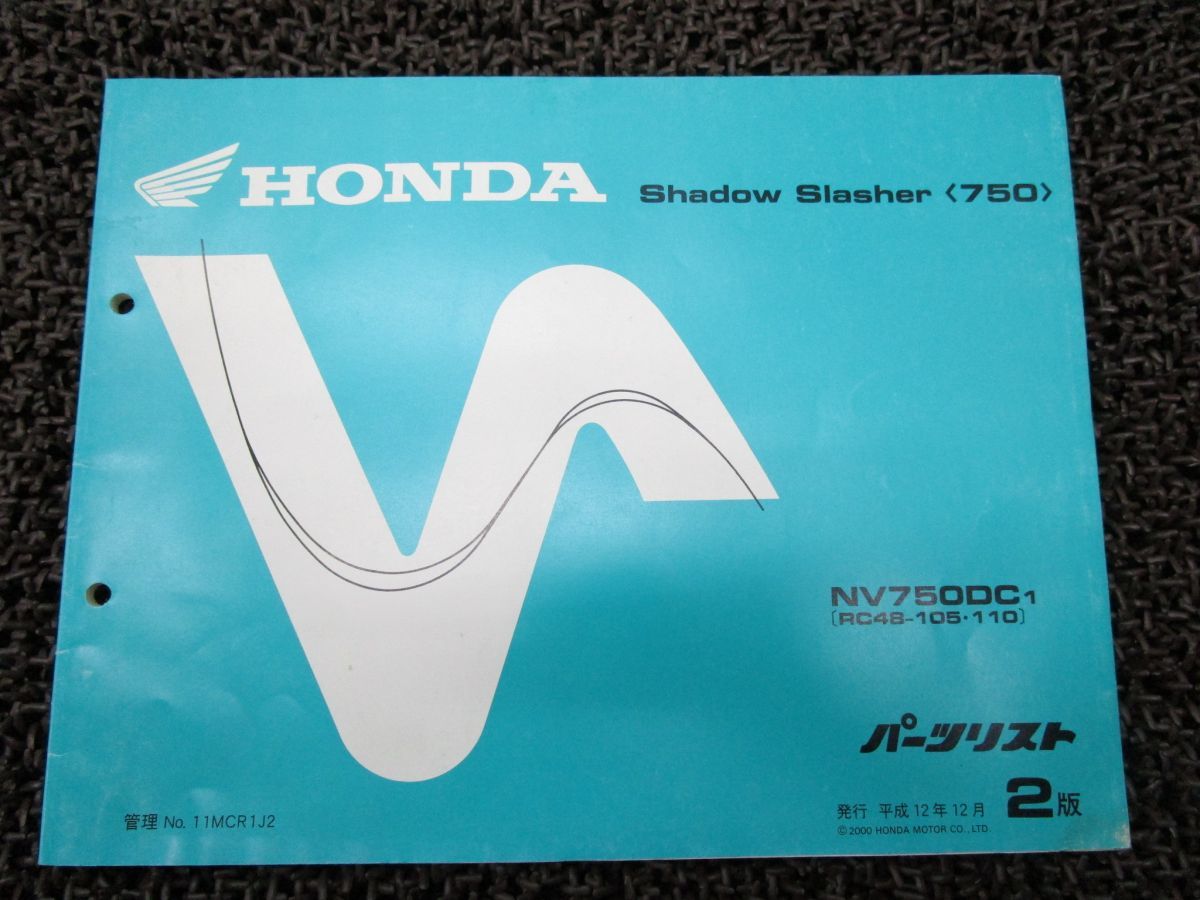 HONDA
Shadow Slasher〈750〉
NV750DC1
〔RC48-105・110〕
パーツリスト
発行 平成12年12月 2版
© 2000 HONDA MOTOR CO., LTD.
管理 No. 11MCR1J2